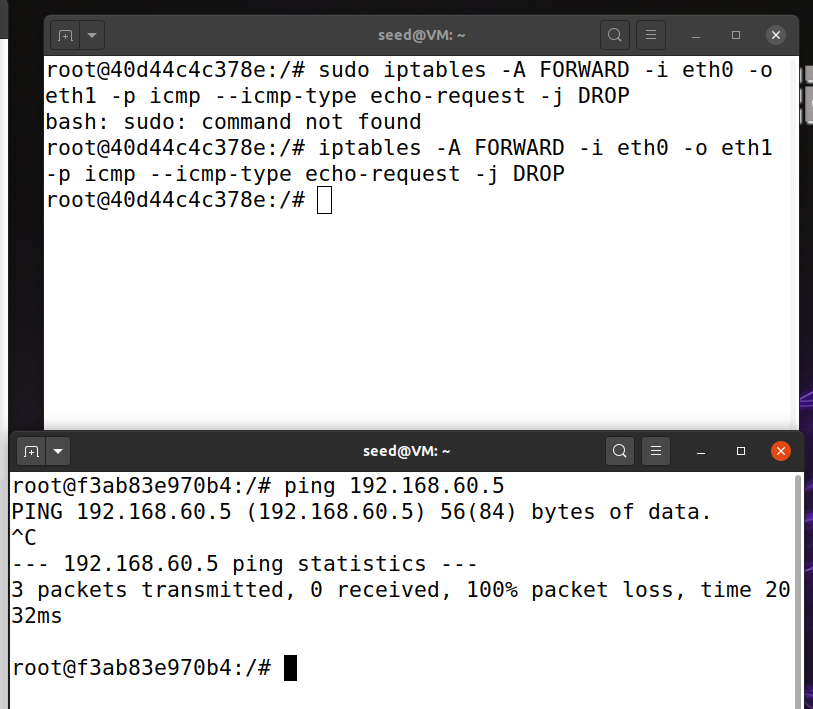 seed@VM: ~
root@40d44c4c378e:/# sudo iptables -A FORWARD -i eth0 -o
eth1 -p icmp --icmp-type echo-request -j DROP
bash: sudo: command not found
root@40d44c4c378e:/# iptables -A FORWARD -i eth0 -o eth1
-p icmp --icmp-type echo-request -j DROP
root@40d44c4c378e:/#
seed@VM: ~
root@f3ab83e970b4:/# ping 192.168.60.5
PING 192.168.60.5 (192.168.60.5) 56(84) bytes of data.
^C
--- 192.168.60.5 ping statistics ---
3 packets transmitted, 0 received, 100% packet loss, time 20
32ms
root@f3ab83e970b4:/#